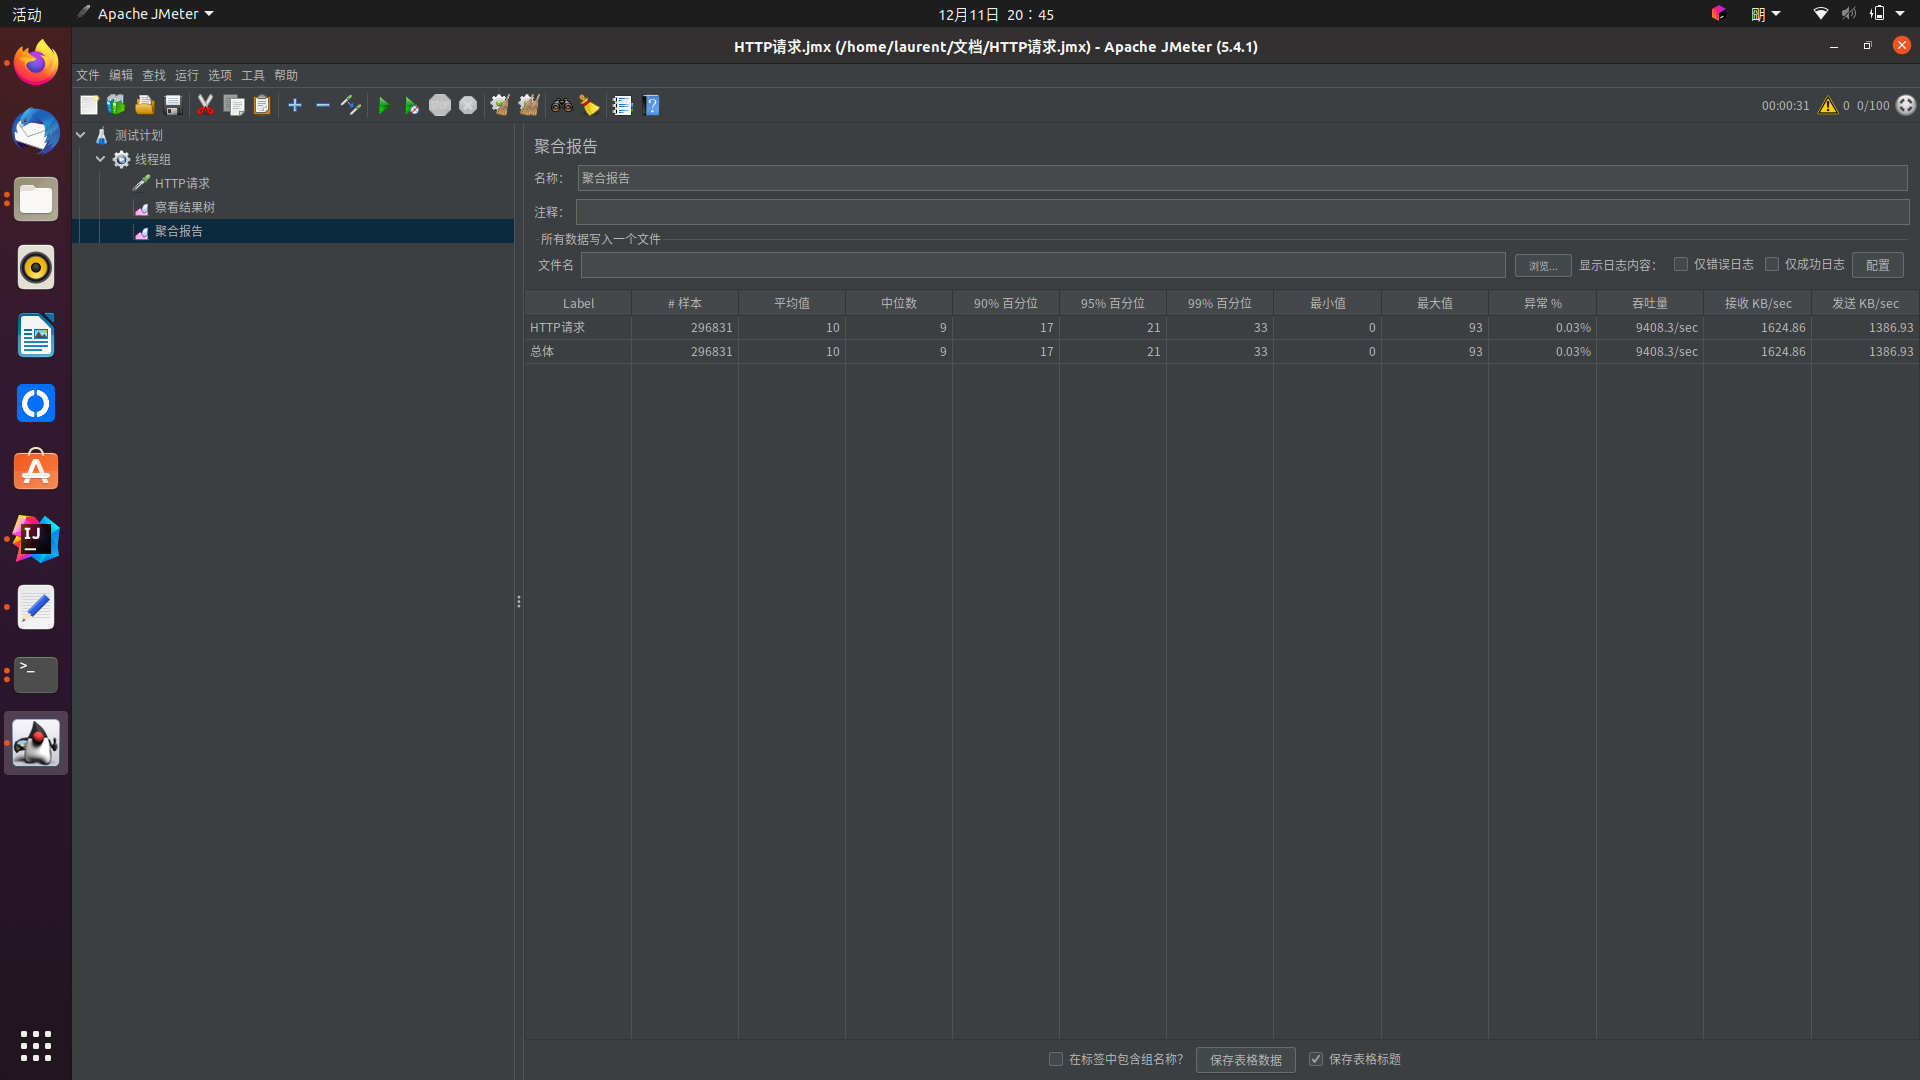 活动
Apache JMeter
12月11日 20：45
HTTP请求.jmx (/home/laurent/文档/HTTP请求.jmx) - Apache JMeter (5.4.1)
文件 编辑 查找 运行 选项 工具 帮助
00:00:31 0 0/100
测试计划
线程组
HTTP请求
察看结果树
聚合报告
聚合报告
名称： 聚合报告
注释：
所有数据写入一个文件
文件名 浏览... 显示日志内容： 仅错误日志 仅成功日志 配置
Label # 样本 平均值 中位数 90% 百分位 95% 百分位 99% 百分位 最小值 最大值 异常 % 吞吐量 接收 KB/sec 发送 KB/sec
HTTP请求 296831 10 9 17 21 33 0 93 0.03% 9408.3/sec 1624.86 1386.93
总体 296831 10 9 17 21 33 0 93 0.03% 9408.3/sec 1624.86 1386.93
在标签中包含组名称? 保存表格数据 保存表格标题